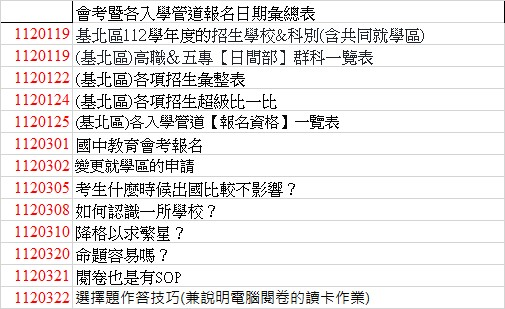 會考暨各入學管道報名日期彙總表
1120119 基北區112學年度的招生學校&科別(含共同就學區)
1120119 (基北區)高職&五專【日間部】群科一覽表
1120122 (基北區)各項招生彙整表
1120124 (基北區)各項招生超級比一比
1120125 (基北區)各入學管道【報名資格】一覽表
1120301 國中教育會考報名
1120302 變更就學區的申請
1120305 考生什麼時候出國比較不影響？
1120308 如何認識一所學校？
1120310 降格以求繁星？
1120320 命題容易嗎？
1120321 閱卷也是有SOP
1120322 選擇題作答技巧(兼說明電腦閱卷的讀卡作業)